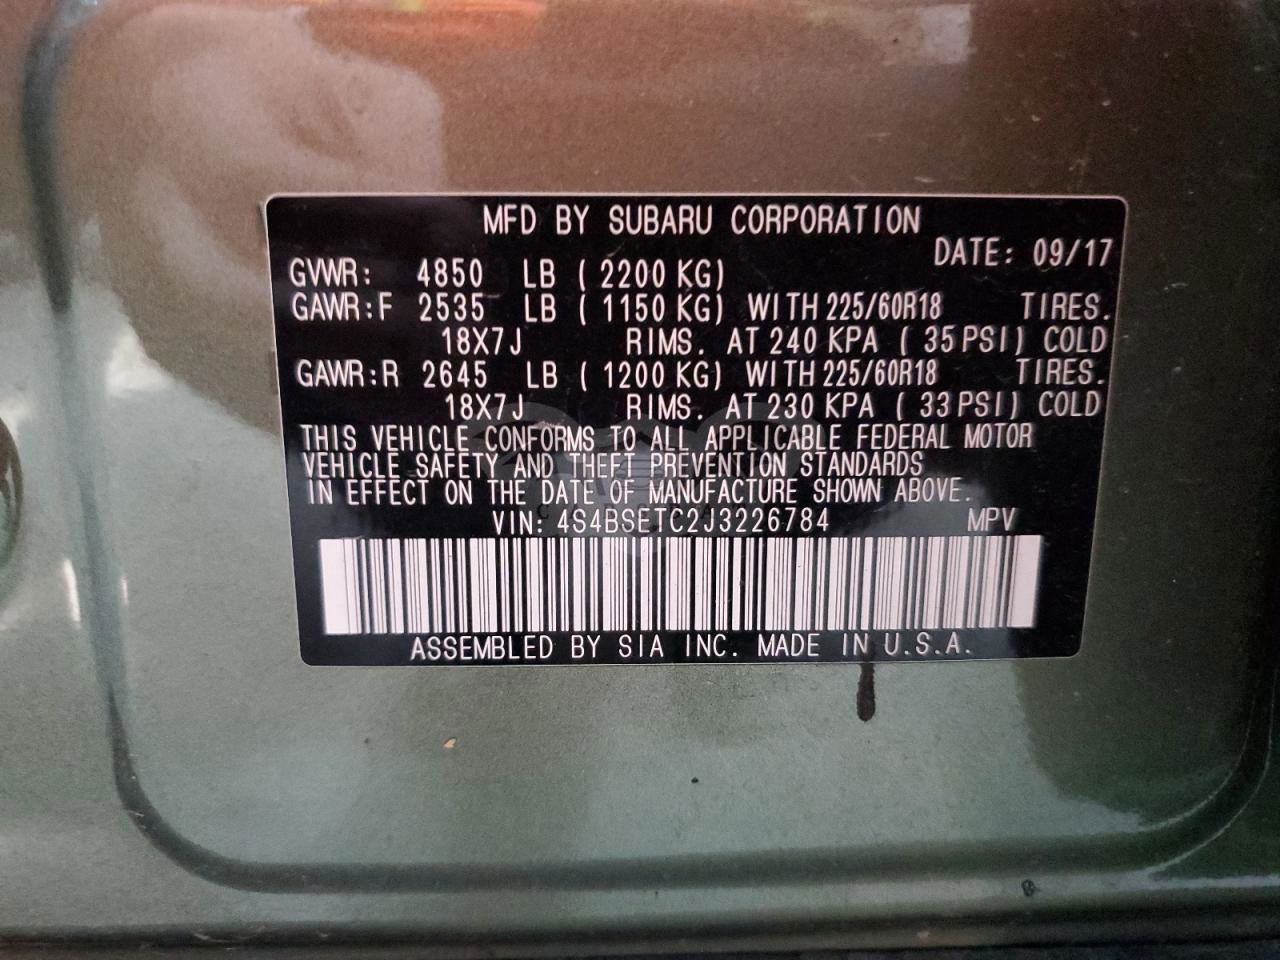 MFD BY SUBARU CORPORATION
DATE: 09/17
GVWR: 4850 LB ( 2200 KG)
GAWR:F 2535 LB ( 1150 KG) WITH 225/60R18 TIRES.
18X7J RIMS. AT 240 KPA ( 35 PSI) COLD
GAWR:R 2645 LB ( 1200 KG) WITH 225/60R18 TIRES.
18X7J RIMS. AT 230 KPA ( 33 PSI) COLD
THIS VEHICLE CONFORMS TO ALL APPLICABLE FEDERAL MOTOR
VEHICLE SAFETY AND THEFT PREVENTION STANDARDS
IN EFFECT ON THE DATE OF MANUFACTURE SHOWN ABOVE.
VIN: 4S4BSETC2J3226784 MPV
ASSEMBLED BY SIA INC. MADE IN U.S.A.